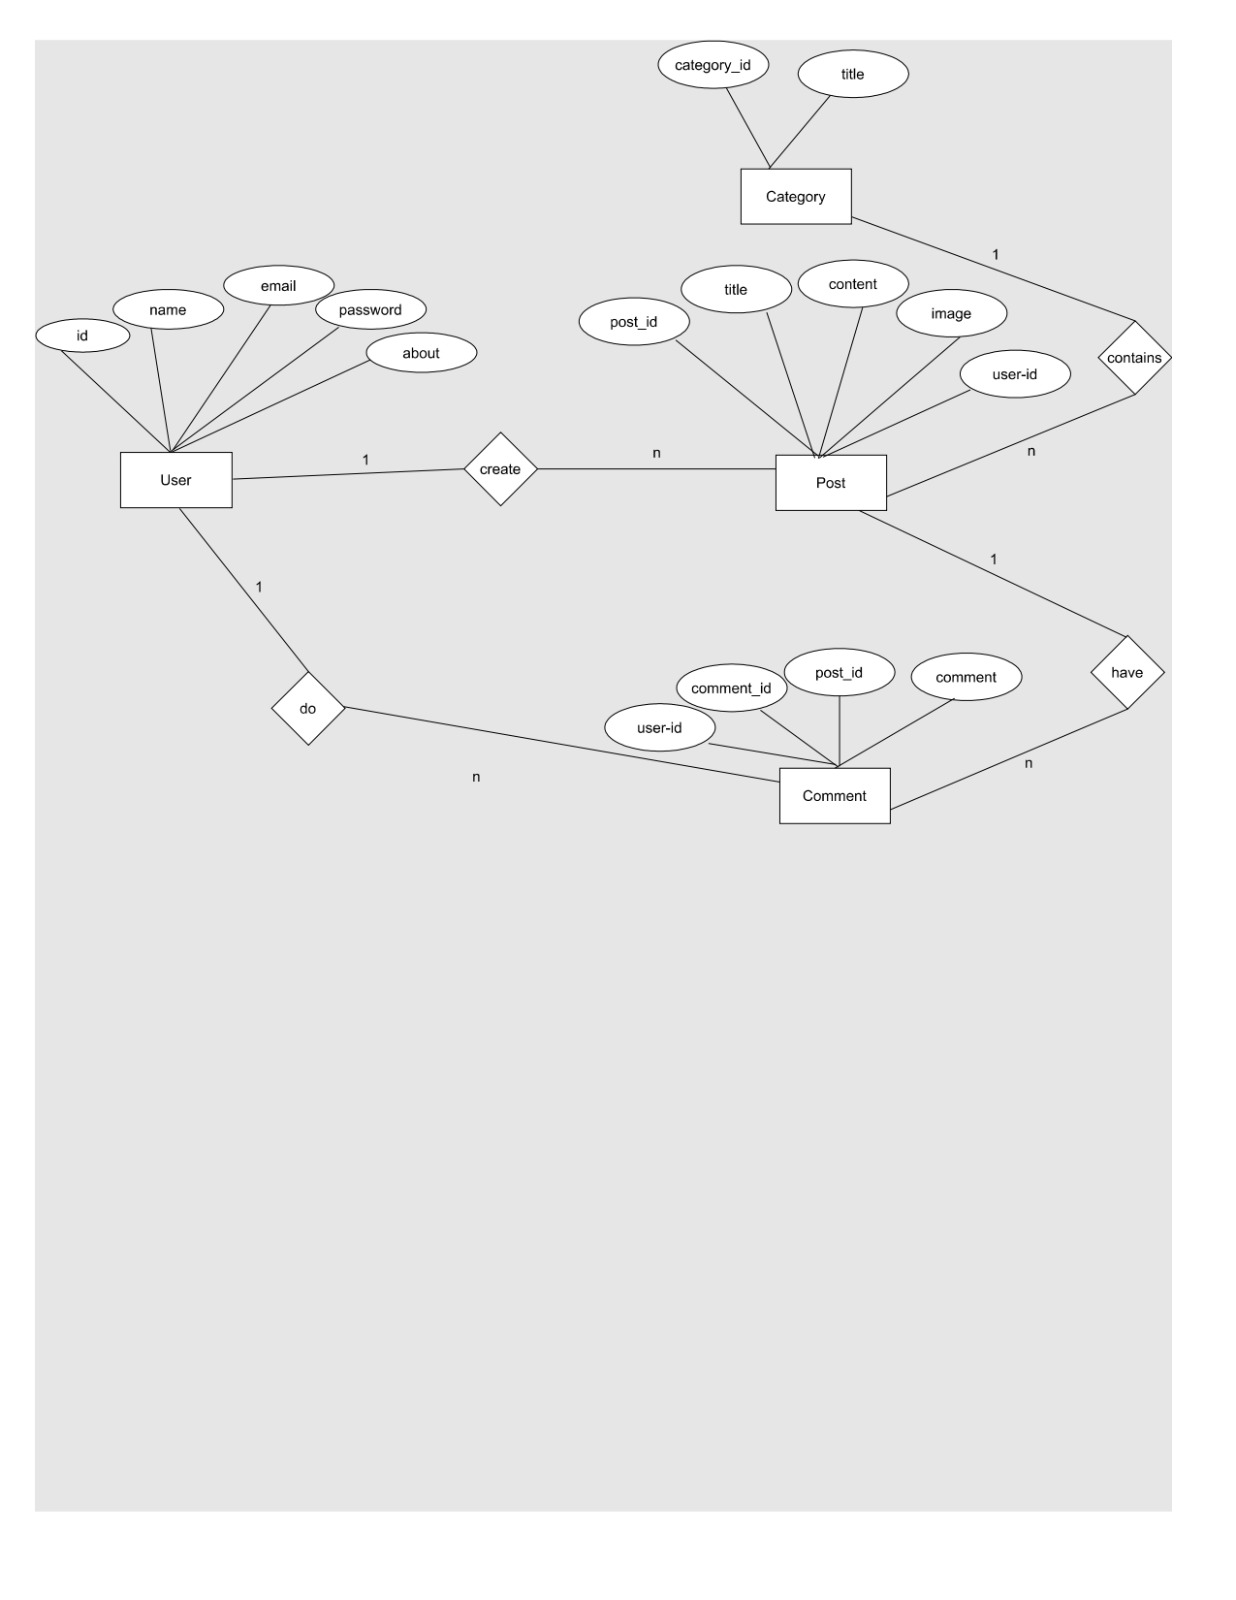 category_id
title
Category
1
email
name
password
id
about
content
title
image
post_id
user-id
contains
User
1
create
n
Post
n
1
1
do
n
post_id
comment
comment_id
user-id
have
n
Comment